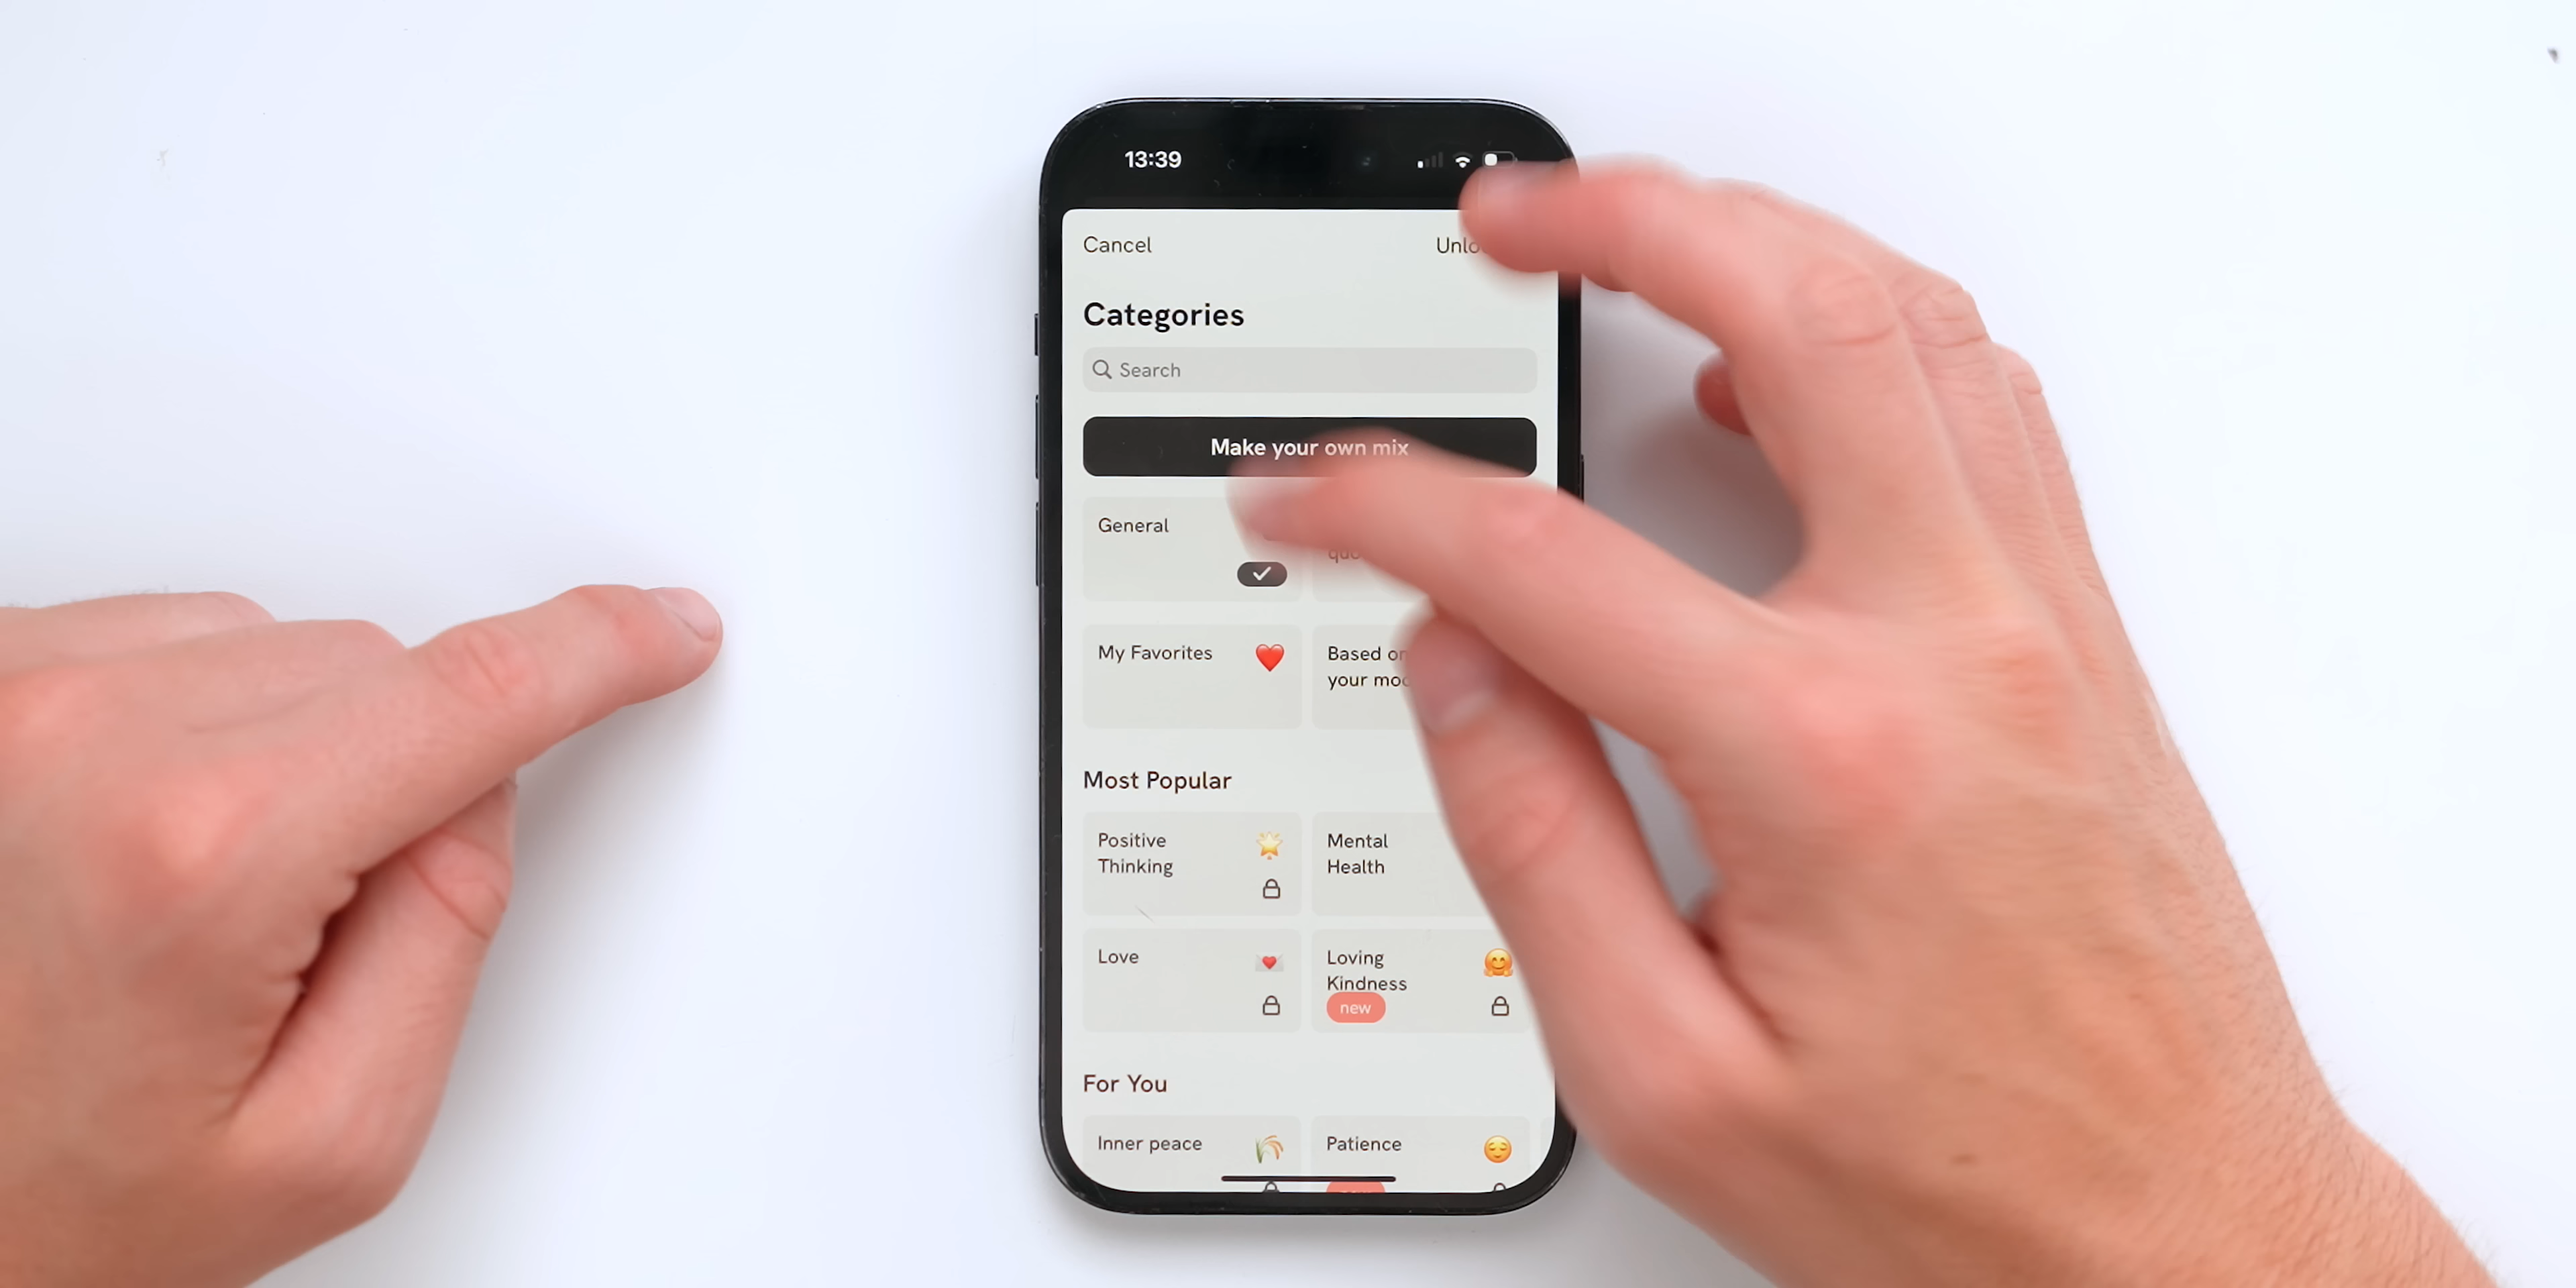 13:39
Cancel
Categories
Search
Make your own mix
General
My Favorites
Based on
your
Most Popular
Positive
Thinking
Mental
Health
Love
Loving
Kindness
new
For You
Inner peace
Patience